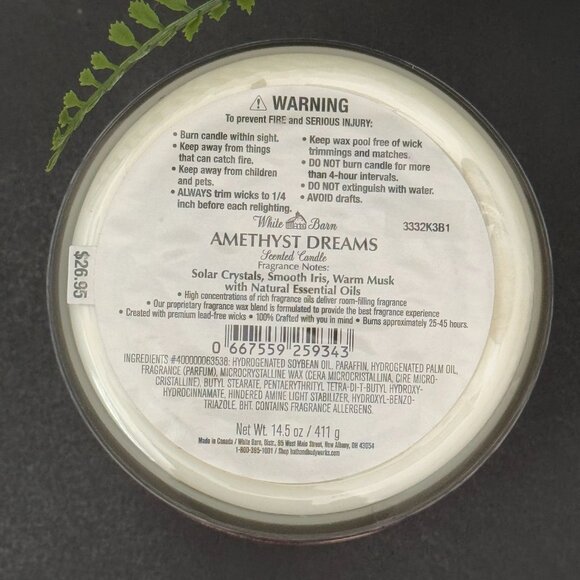 ⚠ WARNING
To prevent FIRE and SERIOUS INJURY:
• Burn candle within sight.
• Keep away from things
that can catch fire.
• Keep away from children
and pets.
• ALWAYS trim wicks to 1/4
inch before each relighting.
• Keep wax pool free of wick
trimmings and matches.
• DO NOT burn candle for more
than 4-hour intervals.
• DO NOT extinguish with water.
• AVOID drafts.
White Barn
3332K3B1
AMETHYST DREAMS
Scented Candle
Fragrance Notes:
Solar Crystals, Smooth Iris, Warm Musk
with Natural Essential Oils
• High concentrations of rich fragrance oils deliver room-filling fragrance
• Our proprietary fragrance wax blend is formulated to provide the best fragrance experience
• Created with premium lead-free wicks • 100% Crafted with you in mind • Burns approximately 25-45 hours.
$26.95
0 667559 259343
INGREDIENTS #400000063538: HYDROGENATED SOYBEAN OIL, PARAFFIN, HYDROGENATED PALM OIL,
FRAGRANCE (PARFUM), MICROCRYSTALLINE WAX (CERA MICROCRISTALLINA, CIRE MICRO-
CRISTALLINE), BUTYL STEARATE, PENTAERYTHRITYL TETRA-DI-T-BUTYL HYDROXY-
HYDROCINNAMATE, HINDERED AMINE LIGHT STABILIZER, HYDROXYL-BENZO-
TRIAZOLE, BHT. CONTAINS FRAGRANCE ALLERGENS.
Net Wt. 14.5 oz / 411 g
Made in Canada / White Barn, Distr., 95 West Main Street, New Albany, OH 43054
1-800-395-1001 / Shop bathandbodyworks.com